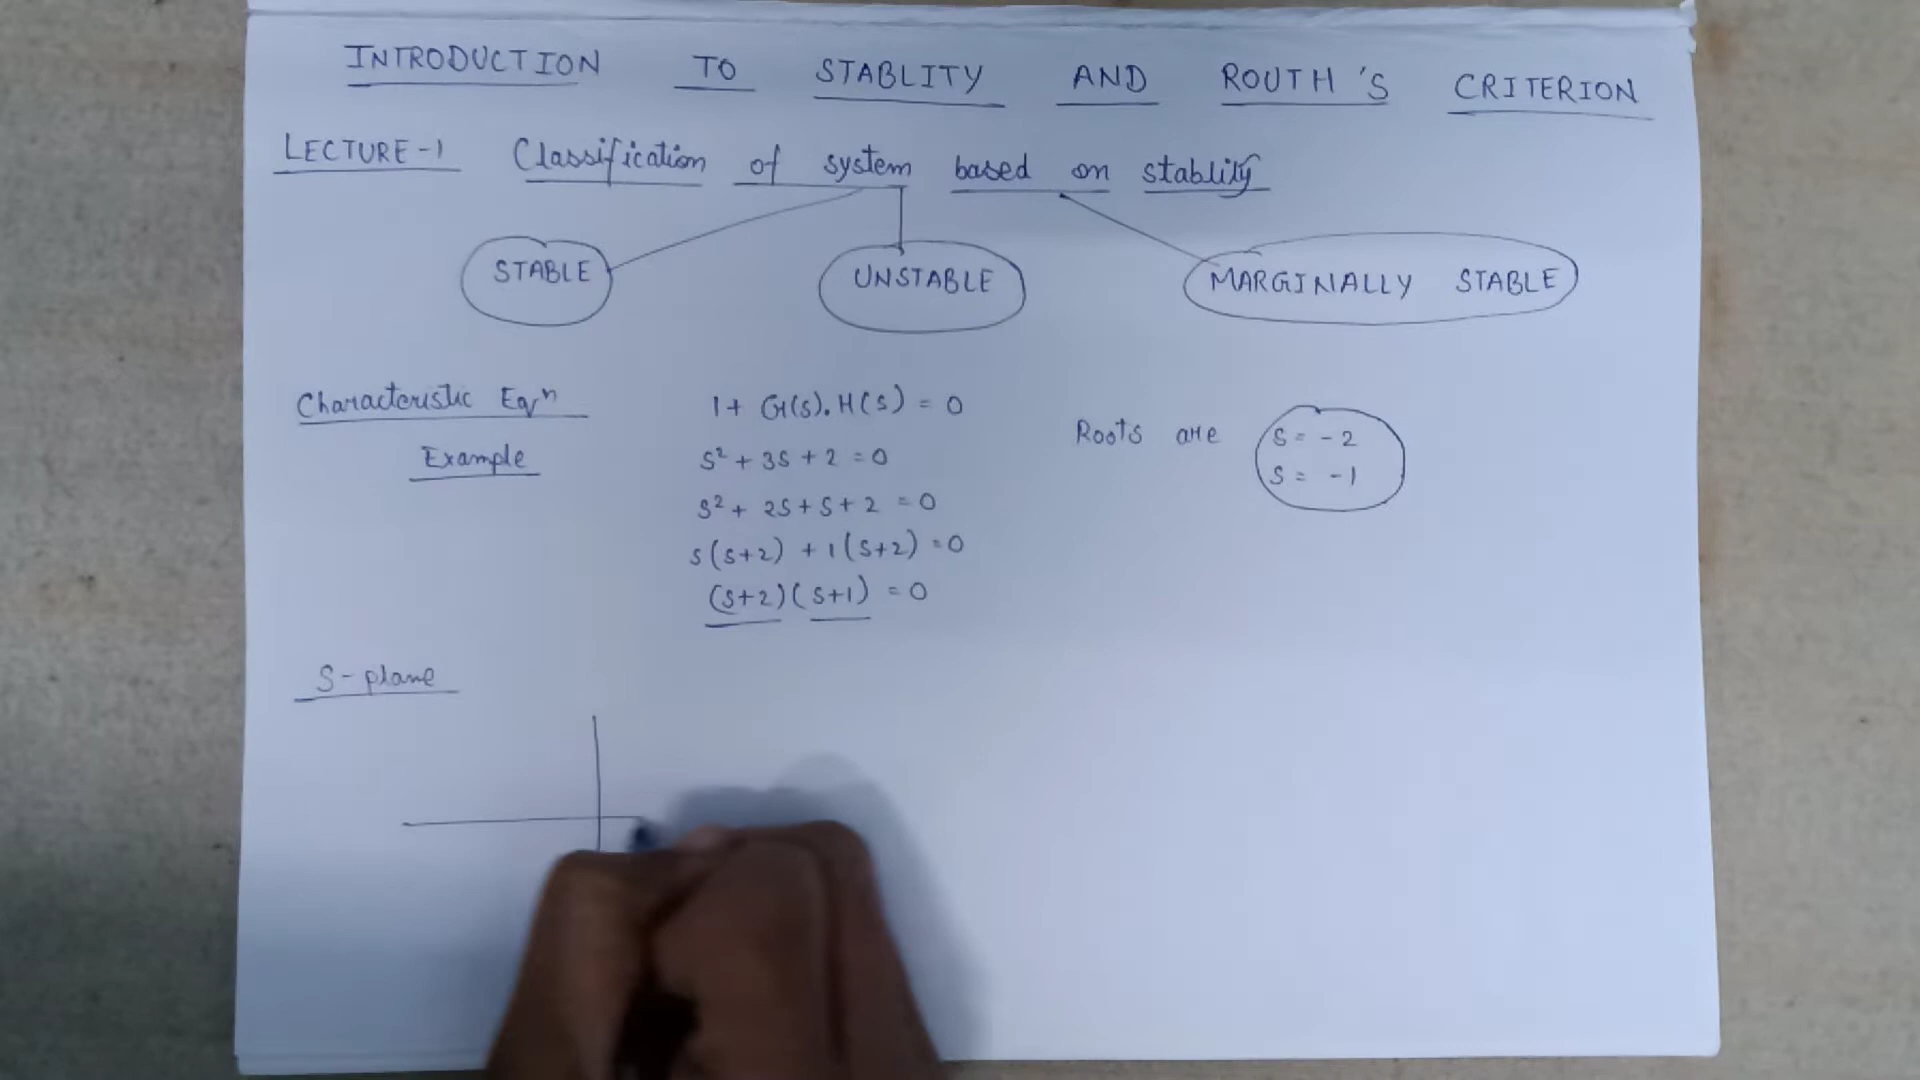 INTRODUCTION TO STABLITY AND ROUTH'S CRITERION
LECTURE-1 Classification of system based on stablity
STABLE UNSTABLE MARGINALLY STABLE
Characteristic Eqⁿ 1+ G(s).H(s) = 0
Roots are S = -2
Example S² + 3S + 2 = 0
S = -1
S² + 2S + S + 2 = 0
S(S+2) + 1(S+2) = 0
(S+2)(S+1) = 0
S-plane